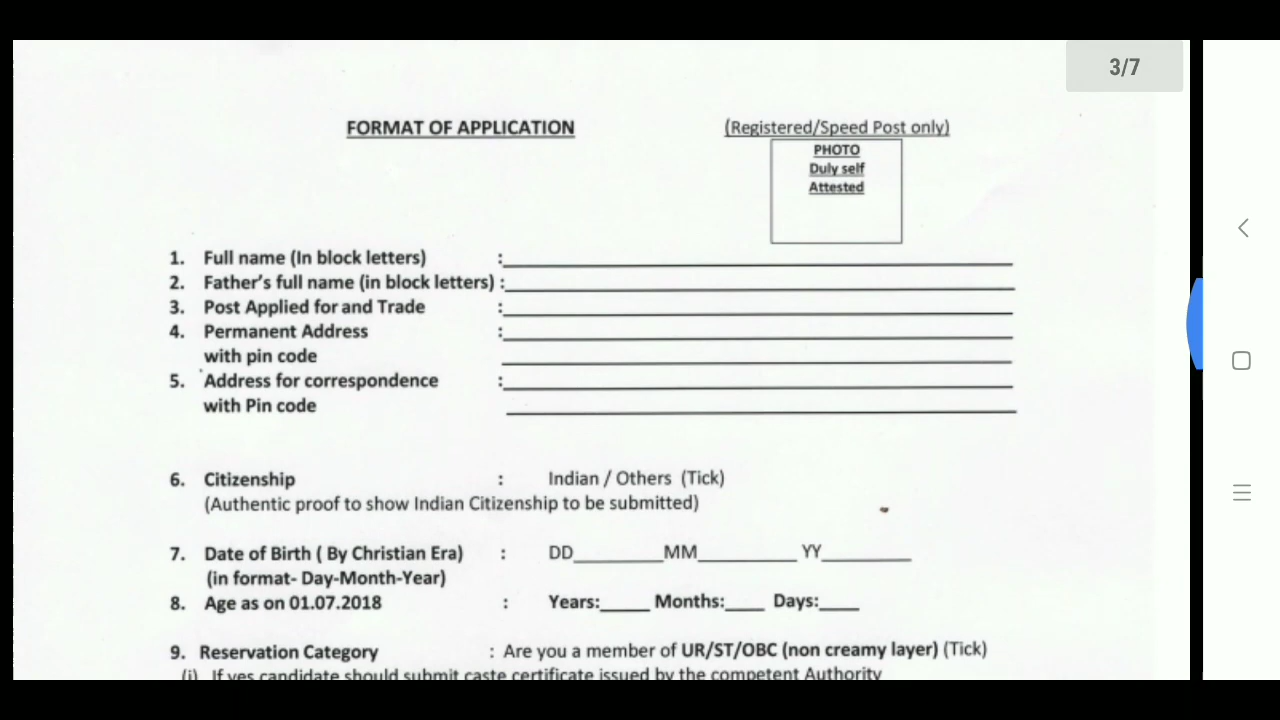 3/7
FORMAT OF APPLICATION
(Registered/Speed Post only)
PHOTO
Duly self
Attested
1. Full name (In block letters) :
2. Father's full name (in block letters) :
3. Post Applied for and Trade :
4. Permanent Address :
with pin code
5. Address for correspondence :
with Pin code
6. Citizenship : Indian / Others (Tick)
(Authentic proof to show Indian Citizenship to be submitted)
7. Date of Birth ( By Christian Era) : DD_________MM__________ YY_________
(in format- Day-Month-Year)
8. Age as on 01.07.2018 : Years:_____ Months:____ Days:____
9. Reservation Category : Are you a member of UR/ST/OBC (non creamy layer) (Tick)
(i) If yes candidate should submit caste certificate issued by the competent Authority